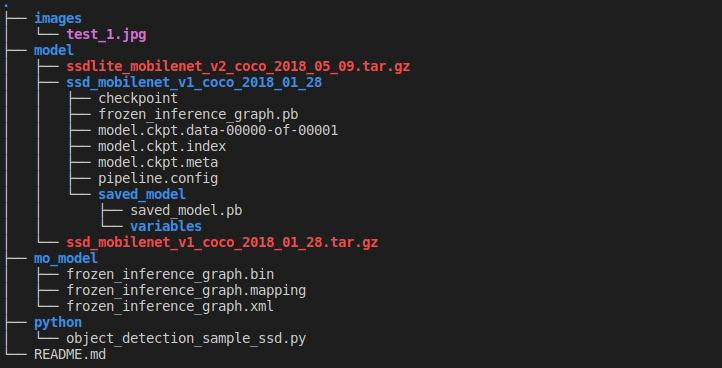 .
├── images
│   └── test_1.jpg
├── model
│   ├── ssdlite_mobilenet_v2_coco_2018_05_09.tar.gz
│   ├── ssd_mobilenet_v1_coco_2018_01_28
│   │   ├── checkpoint
│   │   ├── frozen_inference_graph.pb
│   │   ├── model.ckpt.data-00000-of-00001
│   │   ├── model.ckpt.index
│   │   ├── model.ckpt.meta
│   │   ├── pipeline.config
│   │   └── saved_model
│   │       ├── saved_model.pb
│   │       └── variables
│   └── ssd_mobilenet_v1_coco_2018_01_28.tar.gz
├── mo_model
│   ├── frozen_inference_graph.bin
│   ├── frozen_inference_graph.mapping
│   └── frozen_inference_graph.xml
├── python
│   └── object_detection_sample_ssd.py
└── README.md